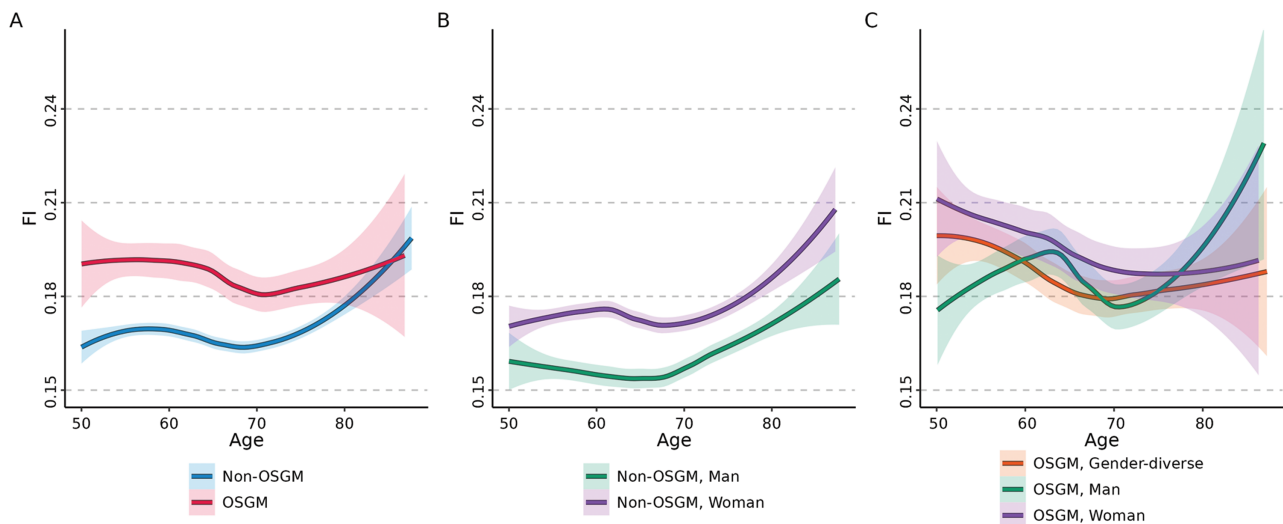 A
B
C
FI
0.24
0.21
0.18
0.15
50
60
70
80
Age
Non-OSGM
OSGM
FI
0.24
0.21
0.18
0.15
50
60
70
80
Age
Non-OSGM, Man
Non-OSGM, Woman
FI
0.24
0.21
0.18
0.15
50
60
70
80
Age
OSGM, Gender-diverse
OSGM, Man
OSGM, Woman